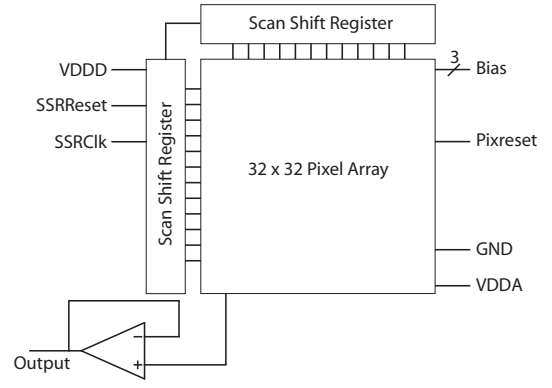 Scan Shift Register
3
VDDD
Bias
SSRReset
SSRClk
Pixreset
Scan Shift Register
32 x 32 Pixel Array
GND
VDDA
−
Output
+